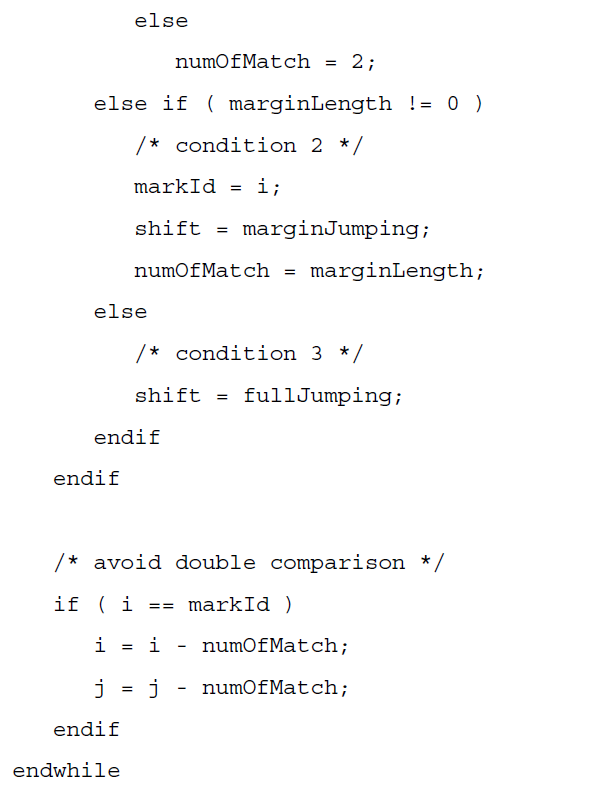 else
numOfMatch = 2;
else if ( marginLength != 0 )
/* condition 2 */
markId = i;
shift = marginJumping;
numOfMatch = marginLength;
else
/* condition 3 */
shift = fullJumping;
endif
endif
/* avoid double comparison */
if ( i == markId )
i = i - numOfMatch;
j = j - numOfMatch;
endif
endwhile